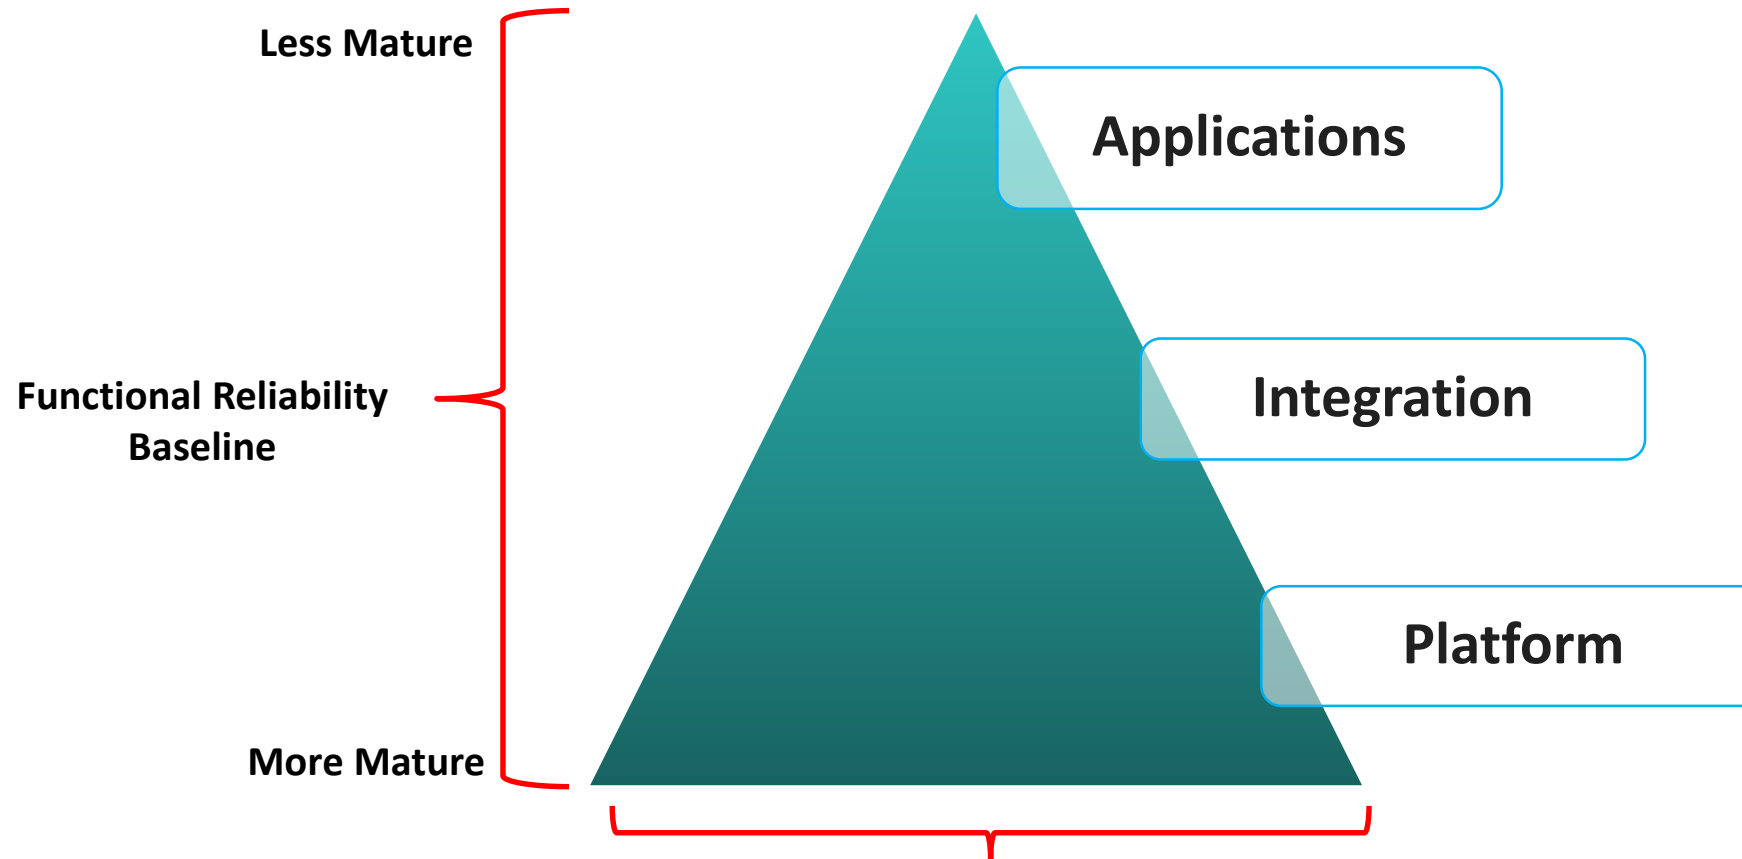 Less Mature
Applications
Functional Reliability
Baseline
Integration
Platform
More Mature